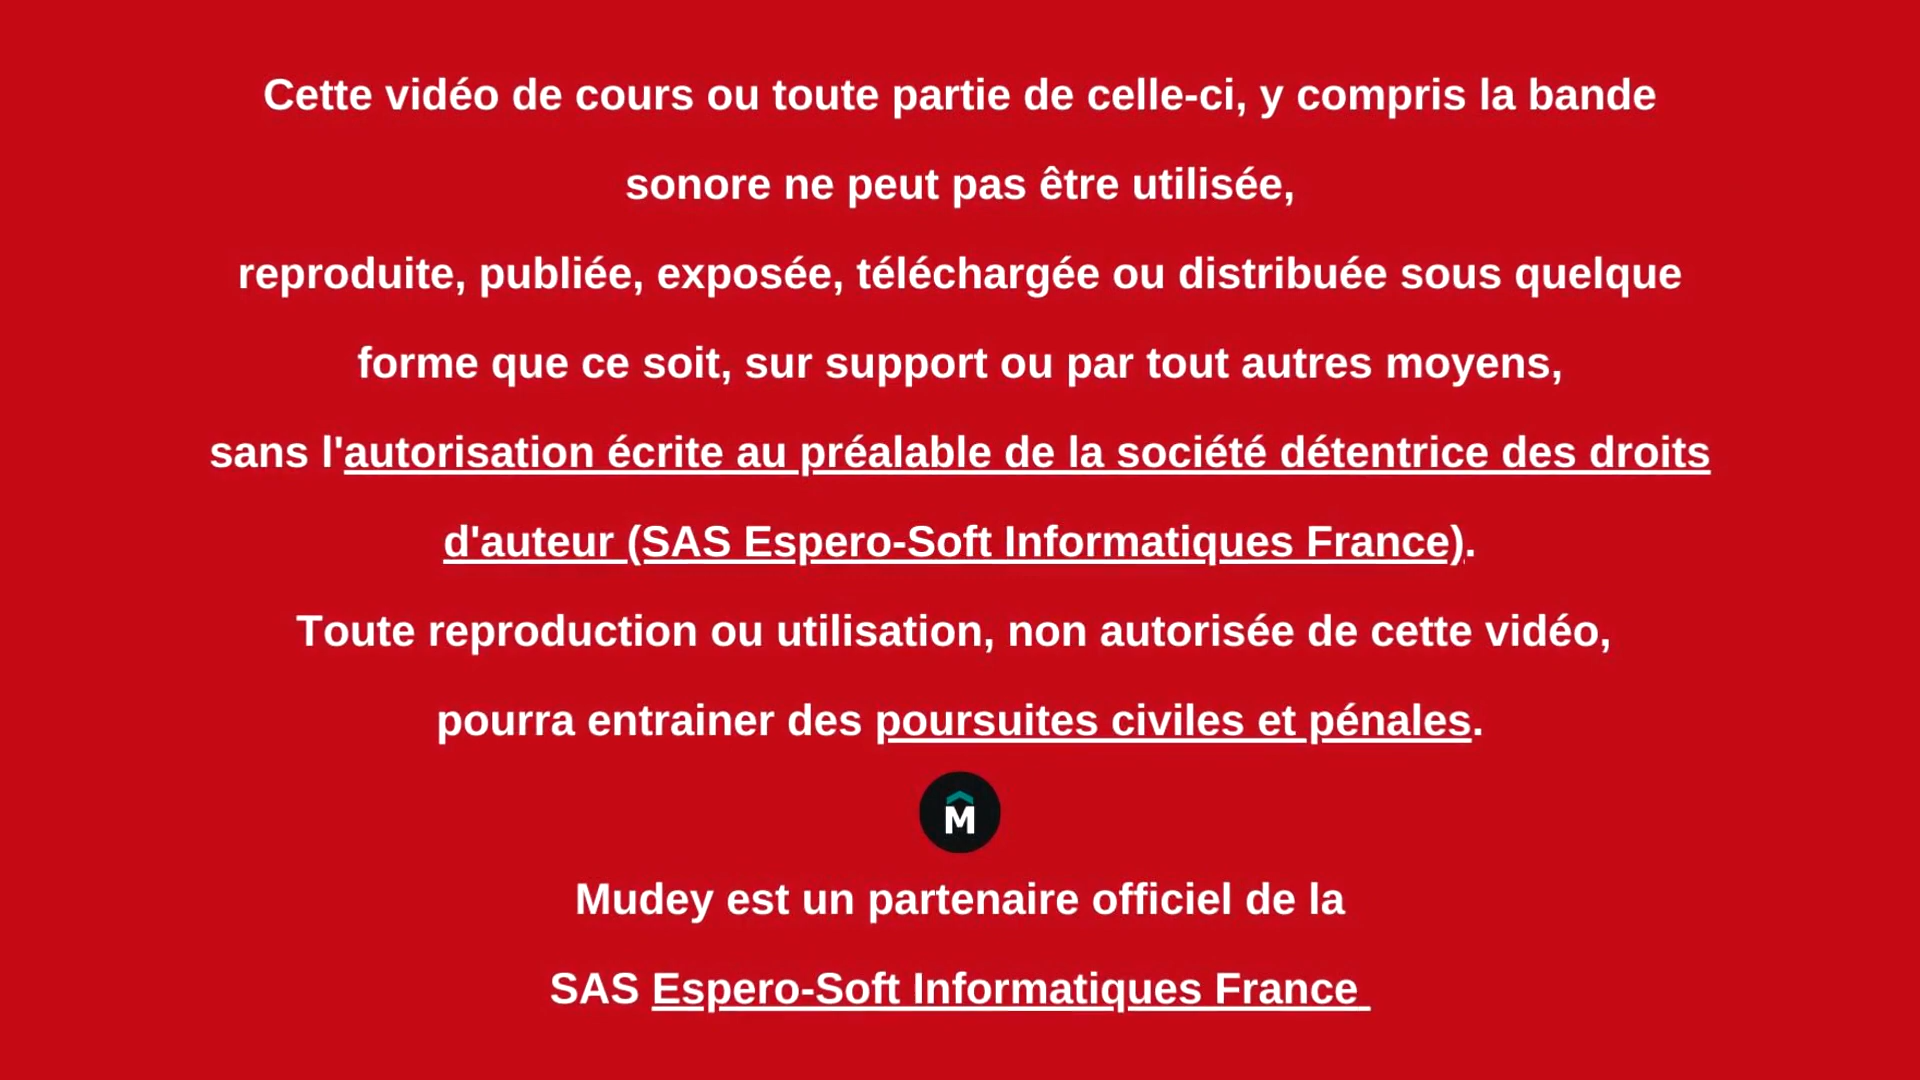 Cette vidéo de cours ou toute partie de celle-ci, y compris la bande
sonore ne peut pas être utilisée,
reproduite, publiée, exposée, téléchargée ou distribuée sous quelque
forme que ce soit, sur support ou par tout autres moyens,
sans l'autorisation écrite au préalable de la société détentrice des droits
d'auteur (SAS Espero-Soft Informatiques France).
Toute reproduction ou utilisation, non autorisée de cette vidéo,
pourra entrainer des poursuites civiles et pénales.
M
Mudey est un partenaire officiel de la
SAS Espero-Soft Informatiques France